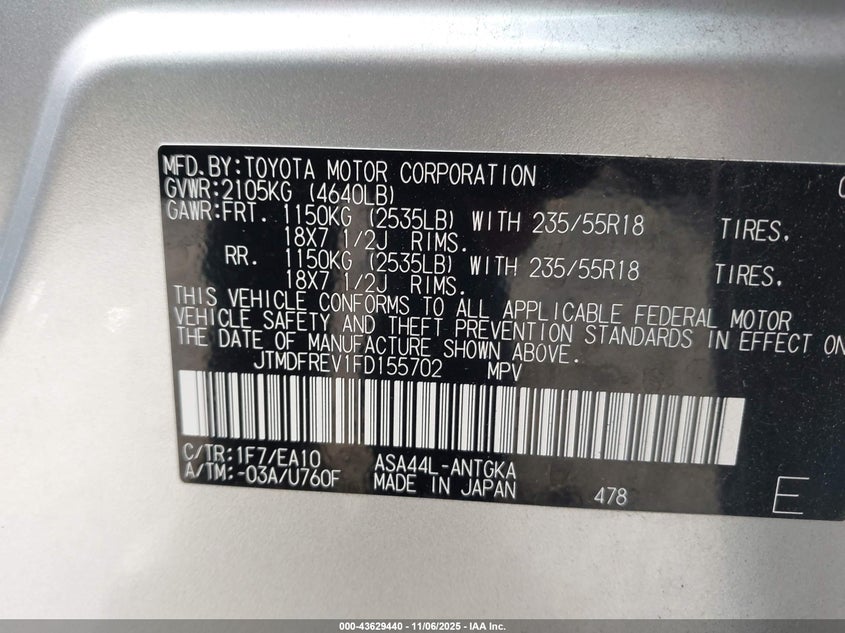 MFD.BY:TOYOTA MOTOR CORPORATION
GVWR:2105KG (4640LB)
GAWR:FRT. 1150KG (2535LB) WITH 235/55R18 TIRES.
18X7 1/2J RIMS.
RR. 1150KG (2535LB) WITH 235/55R18 TIRES.
18X7 1/2J RIMS.
THIS VEHICLE CONFORMS TO ALL APPLICABLE FEDERAL MOTOR
VEHICLE SAFETY AND THEFT PREVENTION STANDARDS IN EFFECT ON
THE DATE OF MANUFACTURE SHOWN ABOVE.
JTMDFREV1FD155702 MPV
C/TR:1F7/EA10 ASA44L-ANTGKA
A/TM:-03A/U760F MADE IN JAPAN 478 E
000-43629440 - 11/06/2025 - IAA Inc.